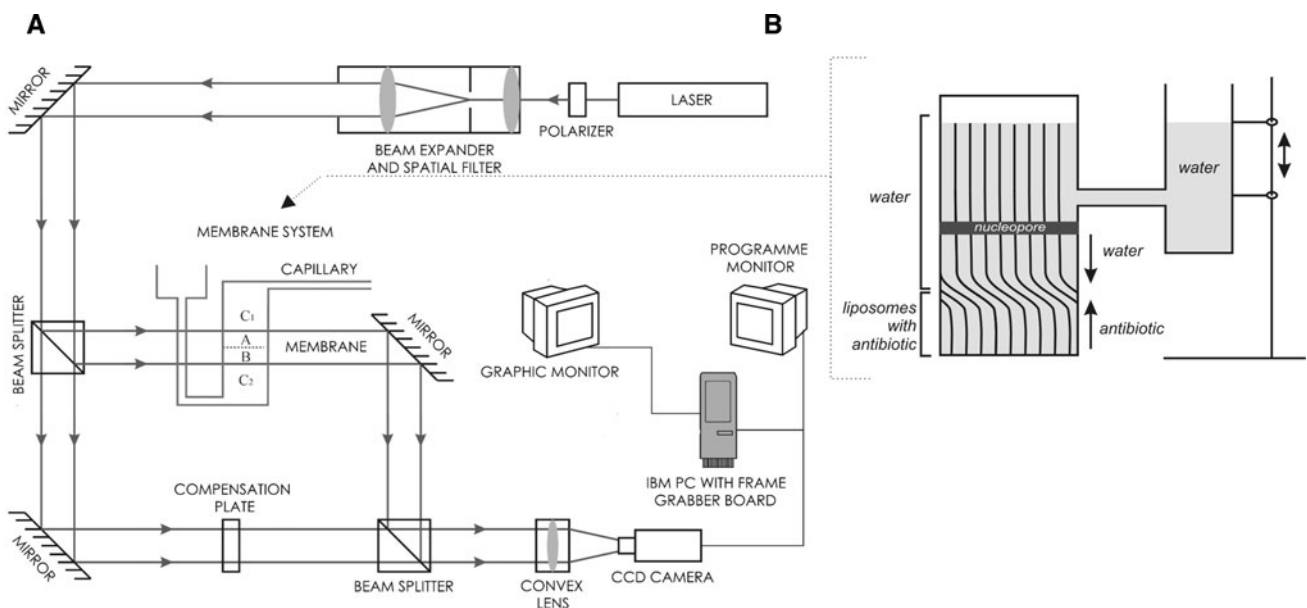 A
B
MIRROR
LASER
POLARIZER
BEAM EXPANDER
AND SPATIAL FILTER
MEMBRANE SYSTEM
CAPILLARY
C1
A
B
C2
MEMBRANE
MIRROR
BEAM SPLITTER
GRAPHIC MONITOR
PROGRAMME
MONITOR
IBM PC WITH FRAME
GRABBER BOARD
COMPENSATION
PLATE
MIRROR
BEAM SPLITTER
CONVEX
LENS
CCD CAMERA
water
nucleopore
water
liposomes
with
antibiotic
antibiotic
water